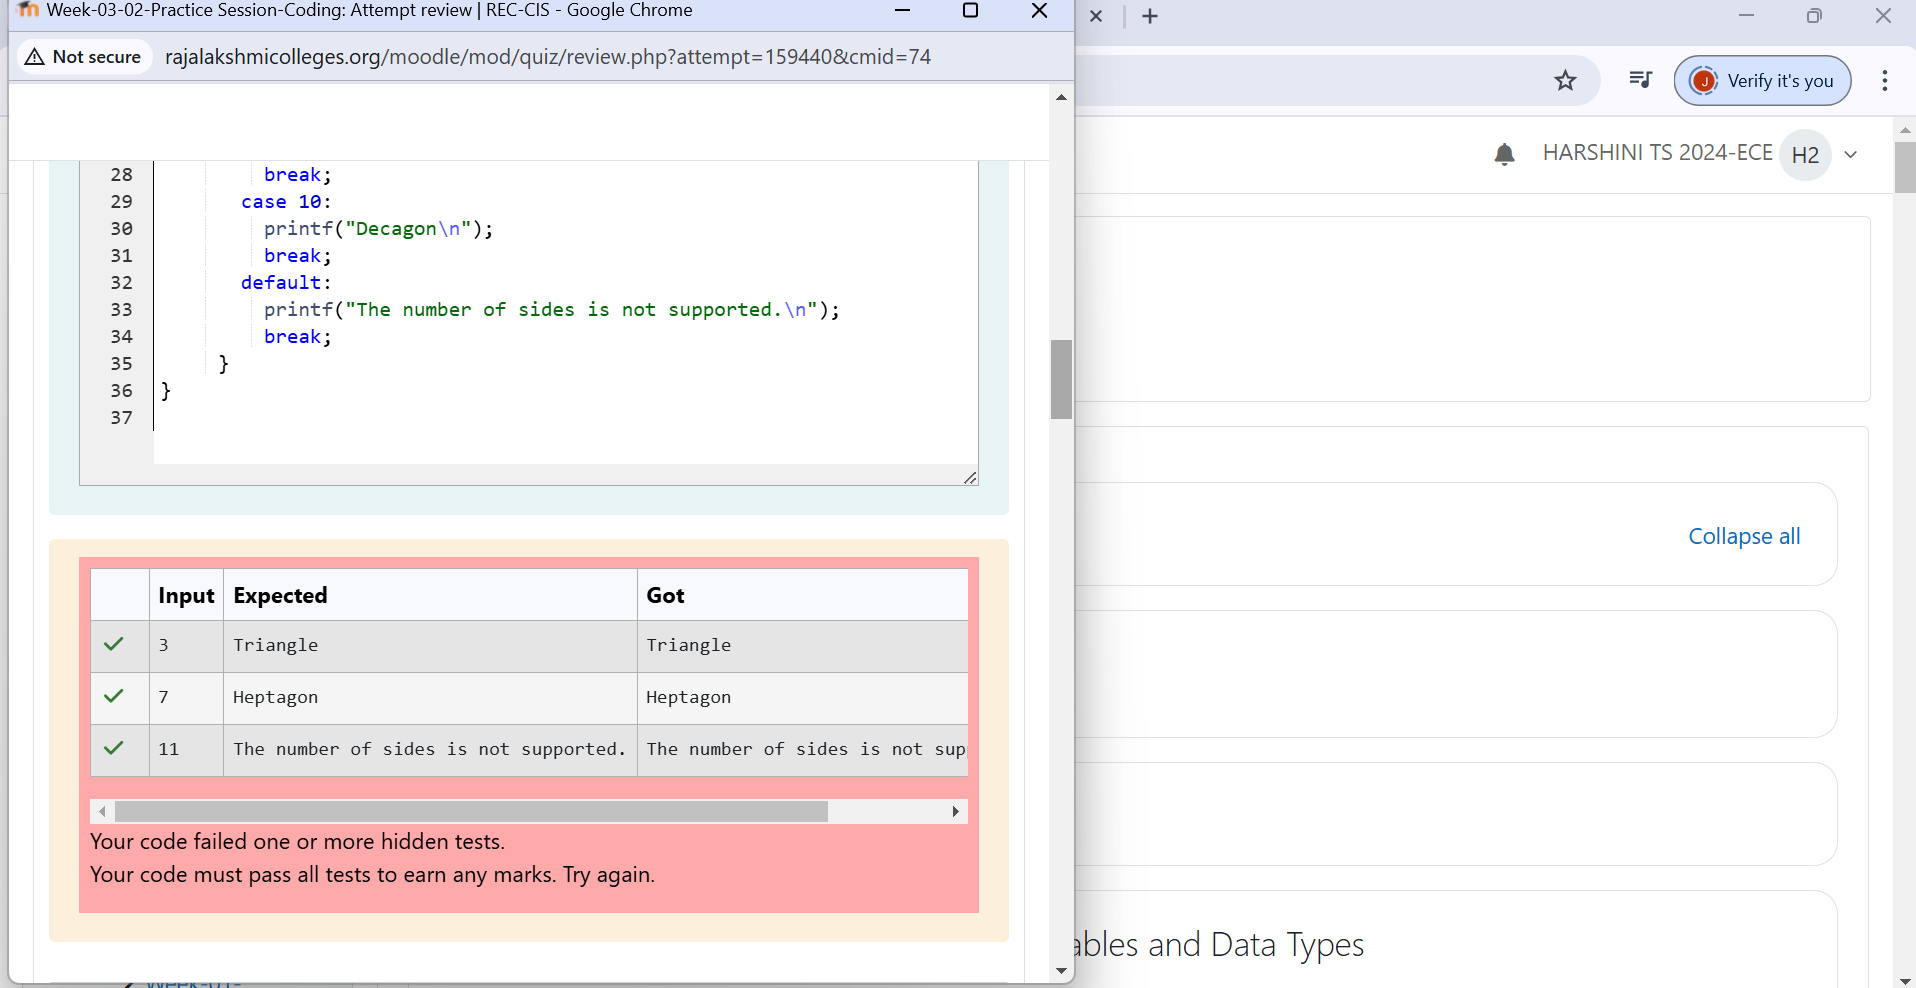 Week-03-02-Practice Session-Coding: Attempt review | REC-CIS - Google Chrome
Not secure rajalakshmicolleges.org/moodle/mod/quiz/review.php?attempt=159440&cmid=74
Verify it's you
HARSHINI TS 2024-ECE H2
28 break;
29 case 10:
30 printf("Decagon\n");
31 break;
32 default:
33 printf("The number of sides is not supported.\n");
34 break;
35 }
36 }
37
Collapse all
Input Expected Got
3 Triangle Triangle
7 Heptagon Heptagon
11 The number of sides is not supported. The number of sides is not sup
Your code failed one or more hidden tests.
Your code must pass all tests to earn any marks. Try again.
ables and Data Types